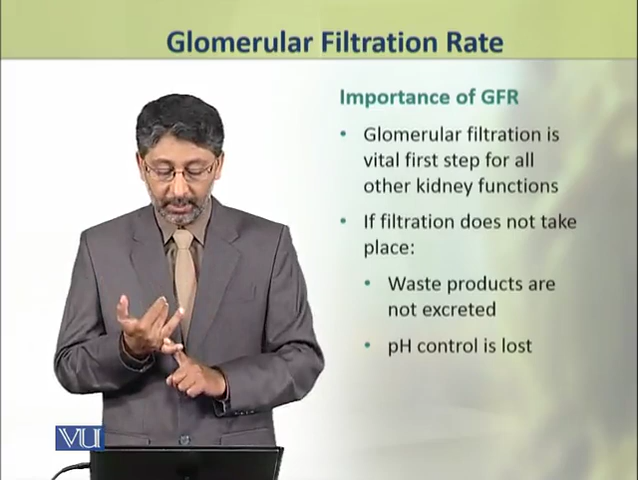 Glomerular Filtration Rate
Importance of GFR
• Glomerular filtration is
vital first step for all
other kidney functions
• If filtration does not take
place:
• Waste products are
not excreted
• pH control is lost
VU